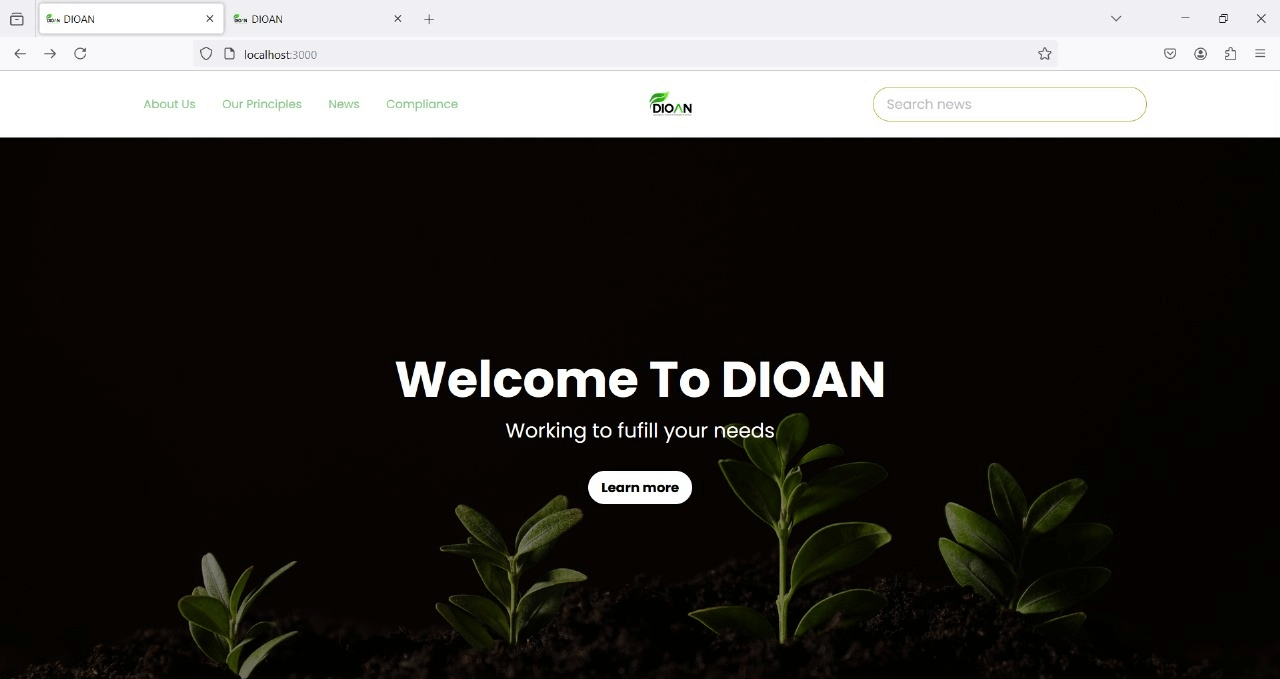 DIOAN
DIOAN
localhost:3000
About Us
Our Principles
News
Compliance
DIOAN
Search news
Welcome To DIOAN
Working to fufill your needs
Learn more